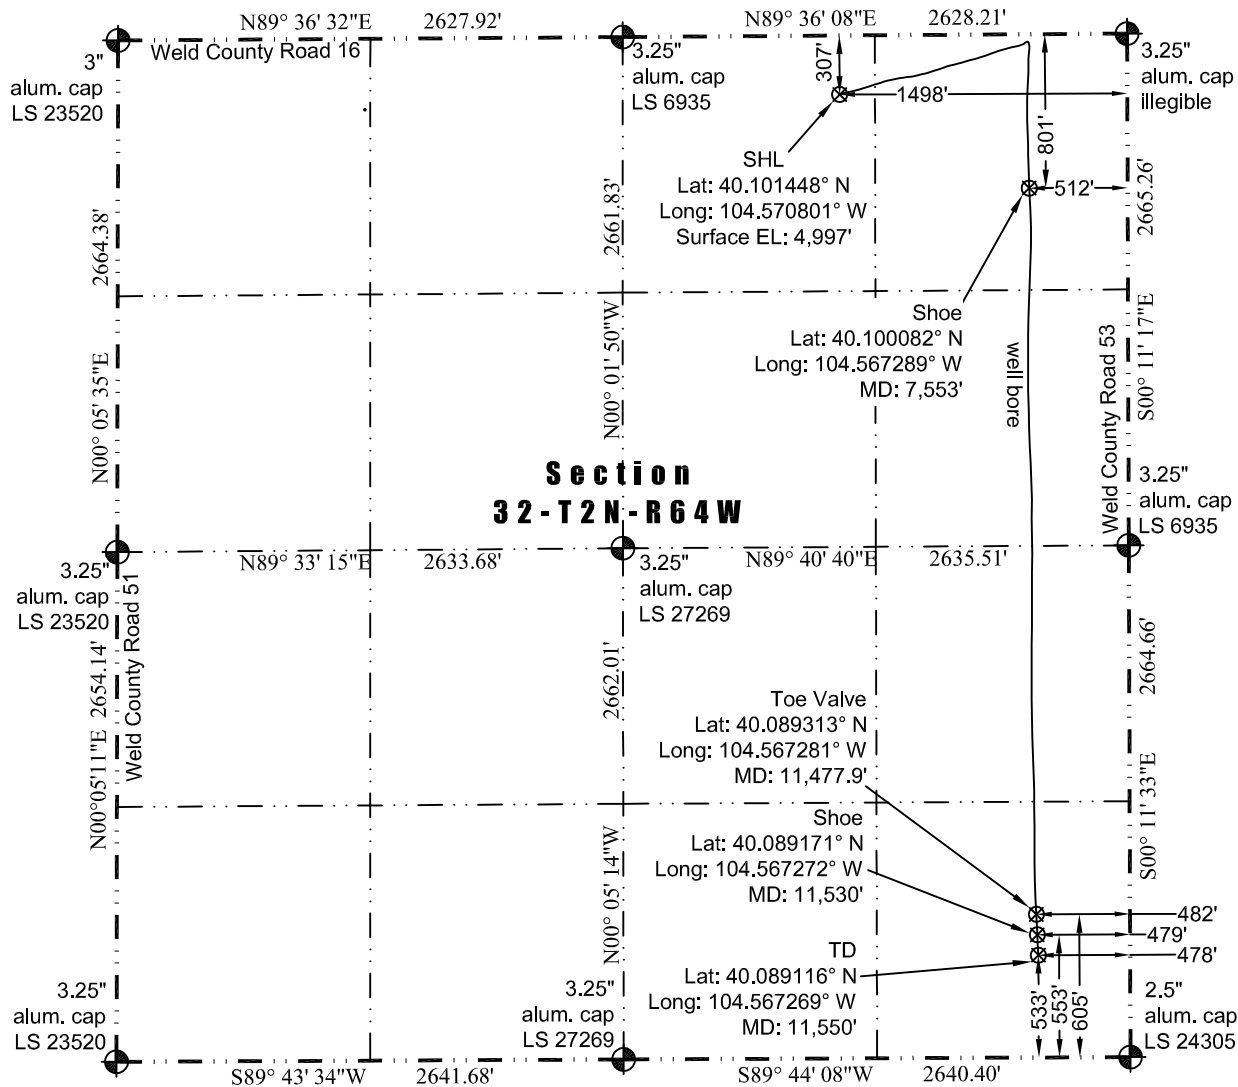 N89° 36' 32"E 2627.92' N89° 36' 08"E 2628.21'
Weld County Road 16
3"
alum. cap
LS 23520
3.25"
alum. cap
LS 6935
307'
1498'
801'
512'
3.25"
alum. cap
illegible
SHL
Lat: 40.101448° N
Long: 104.570801° W
Surface EL: 4,997'
2664.38'
2661.83'
2665.26'
Shoe
Lat: 40.100082° N
Long: 104.567289° W
MD: 7,553'
well bore
N00° 05' 35"E
N00° 01' 50"W
Weld County Road 53
S00° 11' 17"E
Section
32-T2N-R64W
3.25"
alum. cap
LS 6935
N89° 33' 15"E 2633.68' N89° 40' 40"E 2635.51'
3.25"
alum. cap
LS 23520
3.25"
alum. cap
LS 27269
Weld County Road 51
N00°05'11"E 2654.14'
2662.01'
2664.66'
Toe Valve
Lat: 40.089313° N
Long: 104.567281° W
MD: 11,477.9'
Shoe
Lat: 40.089171° N
Long: 104.567272° W
MD: 11,530'
N00° 05' 14"W
S00° 11' 33"E
TD
Lat: 40.089116° N
Long: 104.567269° W
MD: 11,550'
482'
479'
478'
533'
553'
605'
3.25"
alum. cap
LS 23520
3.25"
alum. cap
LS 27269
2.5"
alum. cap
LS 24305
S89° 43' 34"W 2641.68' S89° 44' 08"W 2640.40'